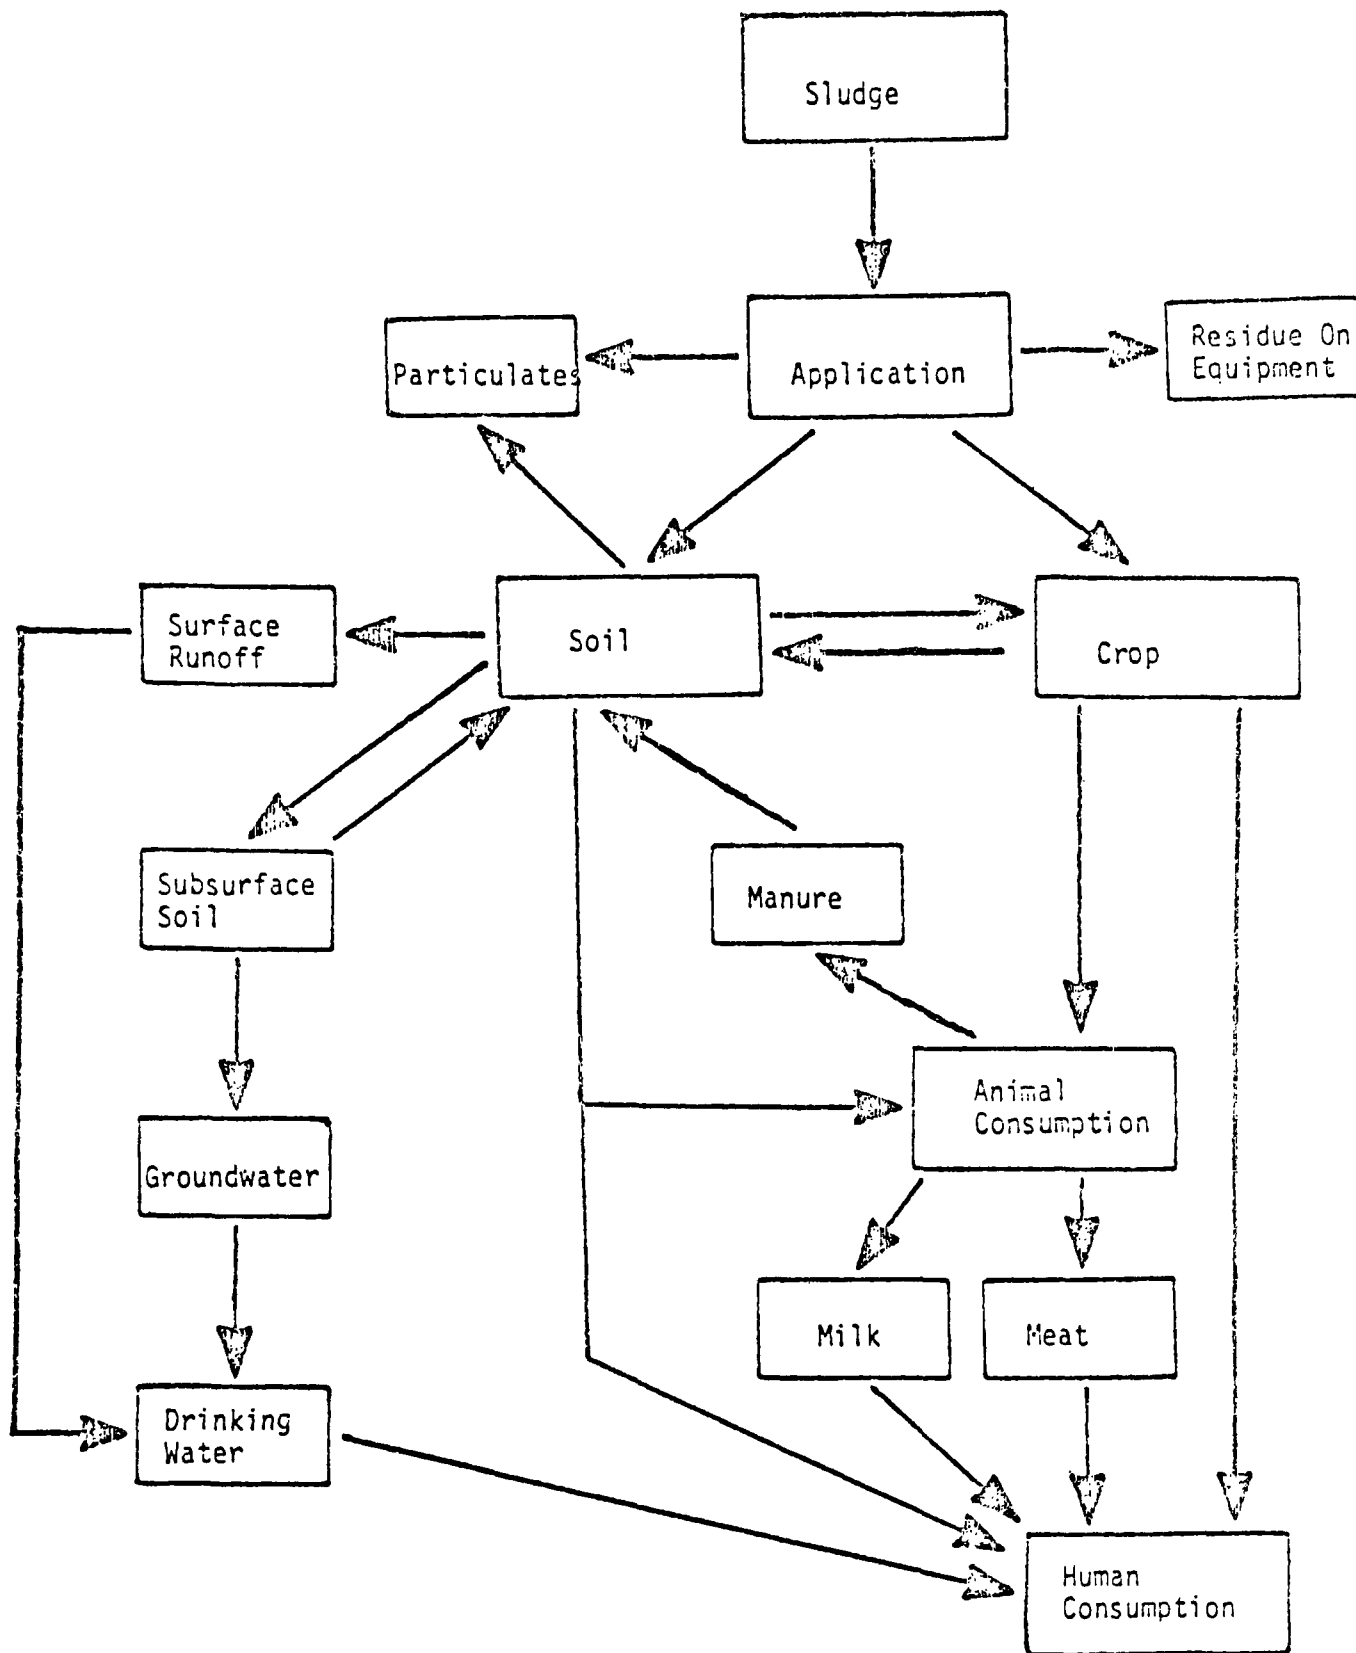 Sludge
Particulates
Application
Residue On
Equipment
Surface
Runoff
Soil
Crop
Subsurface
Soil
Manure
Animal
Consumption
Groundwater
Milk
Meat
Drinking
Water
Human
Consumption